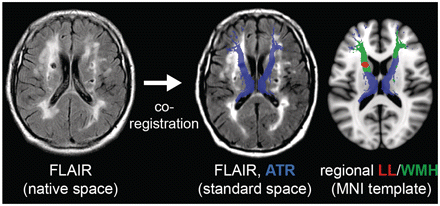 co-
registration
FLAIR
(native space)
FLAIR, ATR
(standard space)
regional LL/WMH
(MNI template)